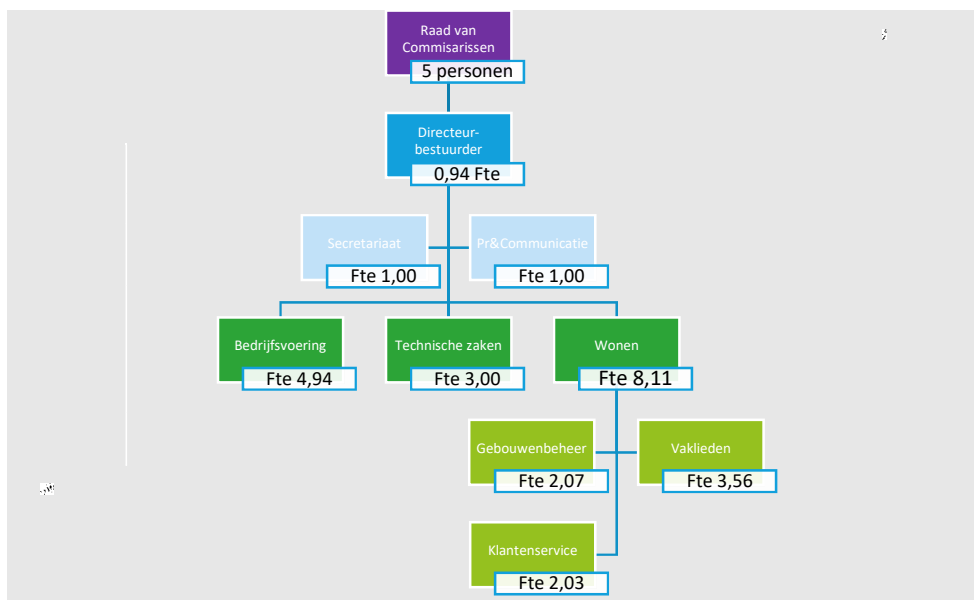 Raad van
Commisarissen
5 personen
Directeur-
bestuurder
0,94 Fte
Secretariaat
Fte 1,00
Pr&Communicatie
Fte 1,00
Bedrijfsvoering
Fte 4,94
Technische zaken
Fte 3,00
Wonen
Fte 8,11
Gebouwenbeheer
Fte 2,07
Vaklieden
Fte 3,56
Klantenservice
Fte 2,03